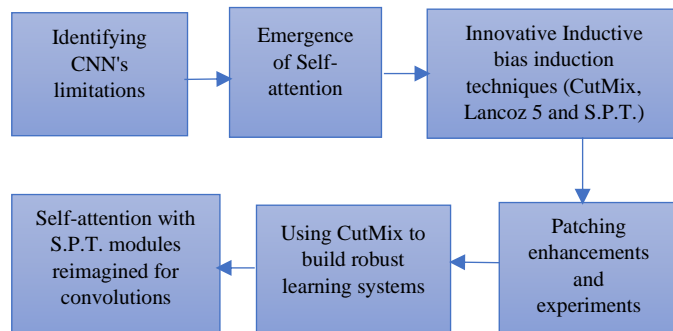 Identifying
CNN's
limitations
Emergence
of Self-
attention
Innovative Inductive
bias induction
techniques (CutMix,
Lancoz 5 and S.P.T.)
Patching
enhancements
and
experiments
Using CutMix to
build robust
learning systems
Self-attention with
S.P.T. modules
reimagined for
convolutions